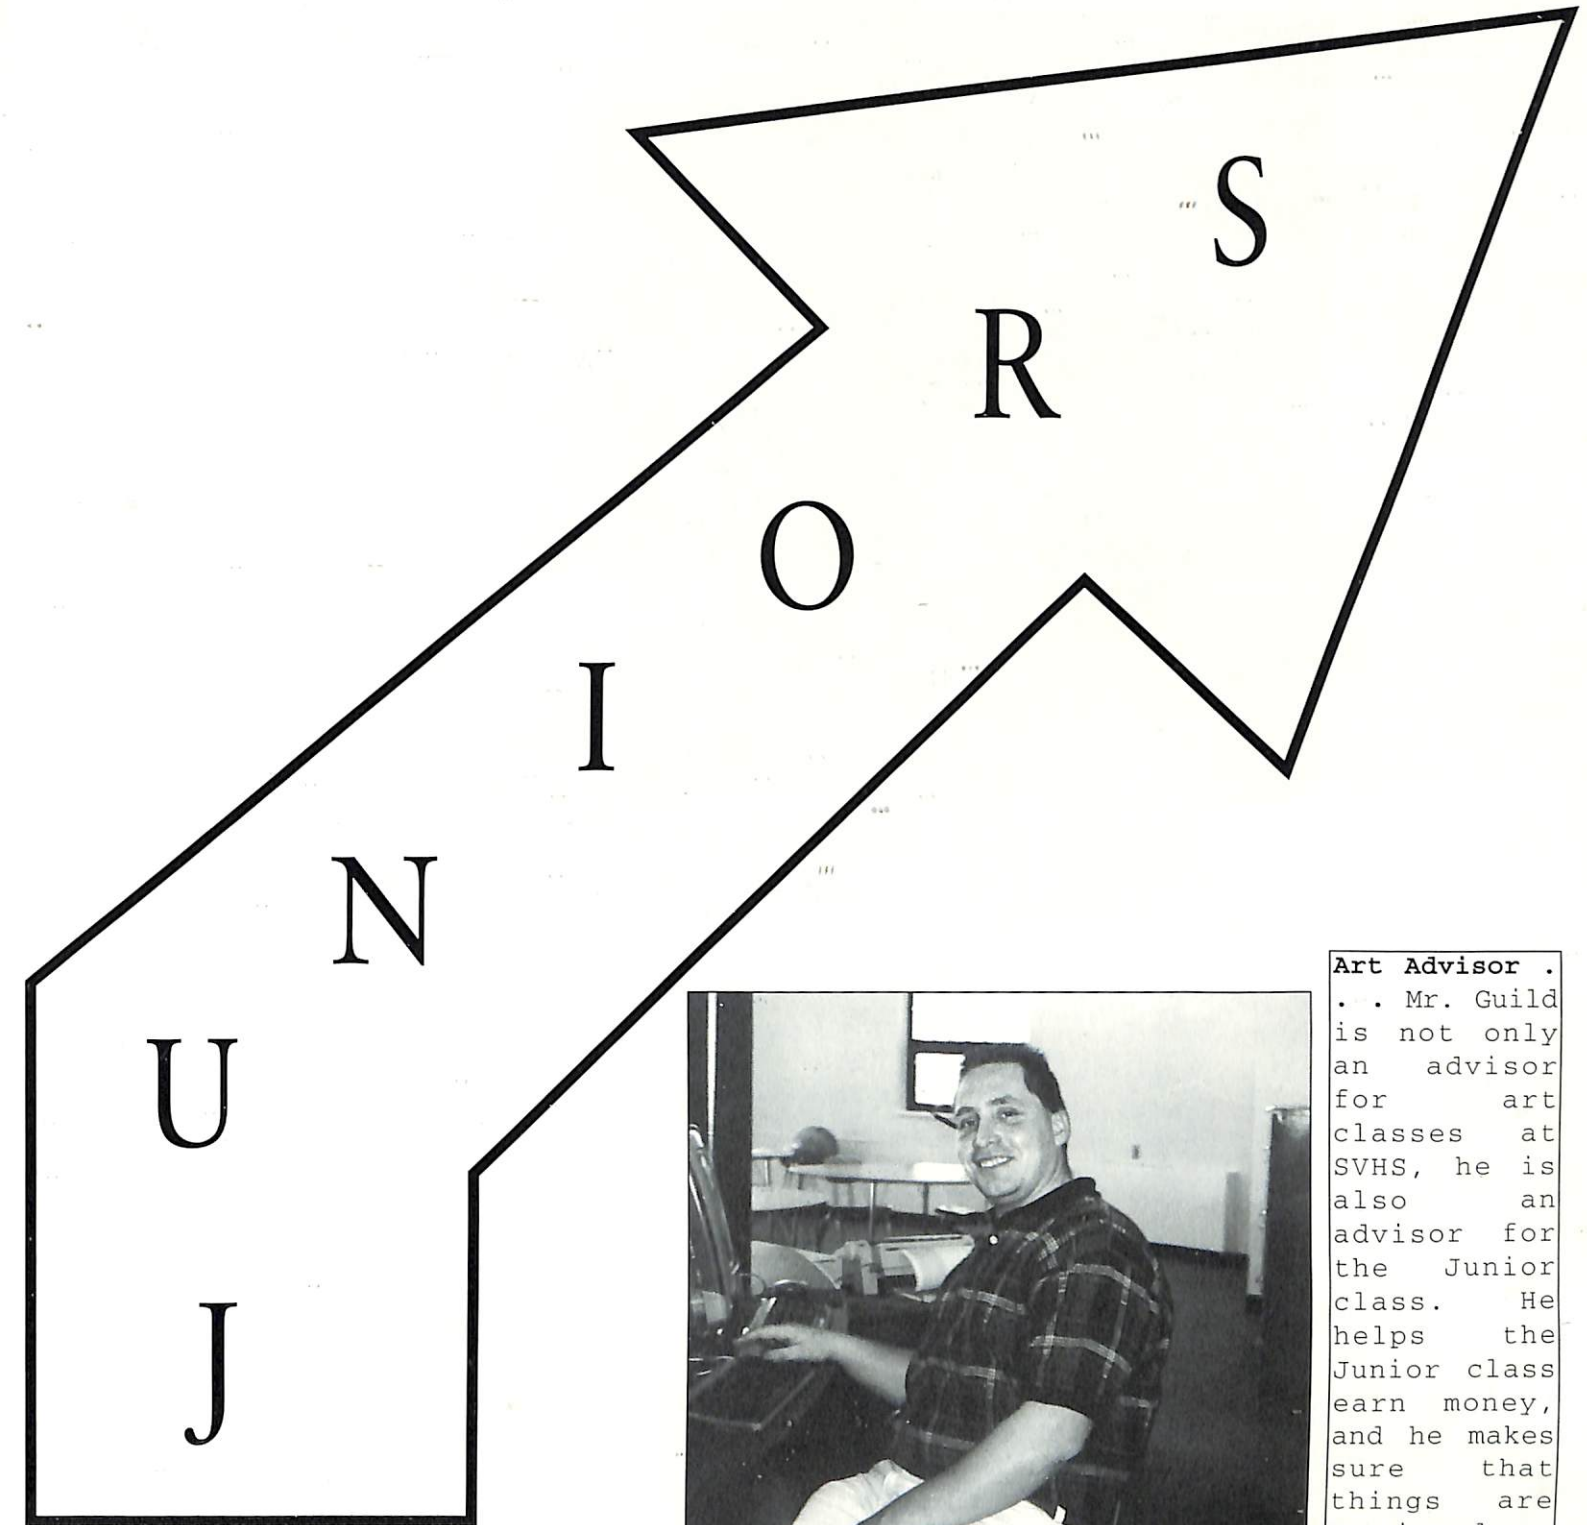 JUNIORS
Art Advisor .
. . Mr. Guild
is not only
an advisor
for art
classes at
SVHS, he is
also an
advisor for
the Junior
class. He
helps the
Junior class
earn money,
and he makes
sure that
things are